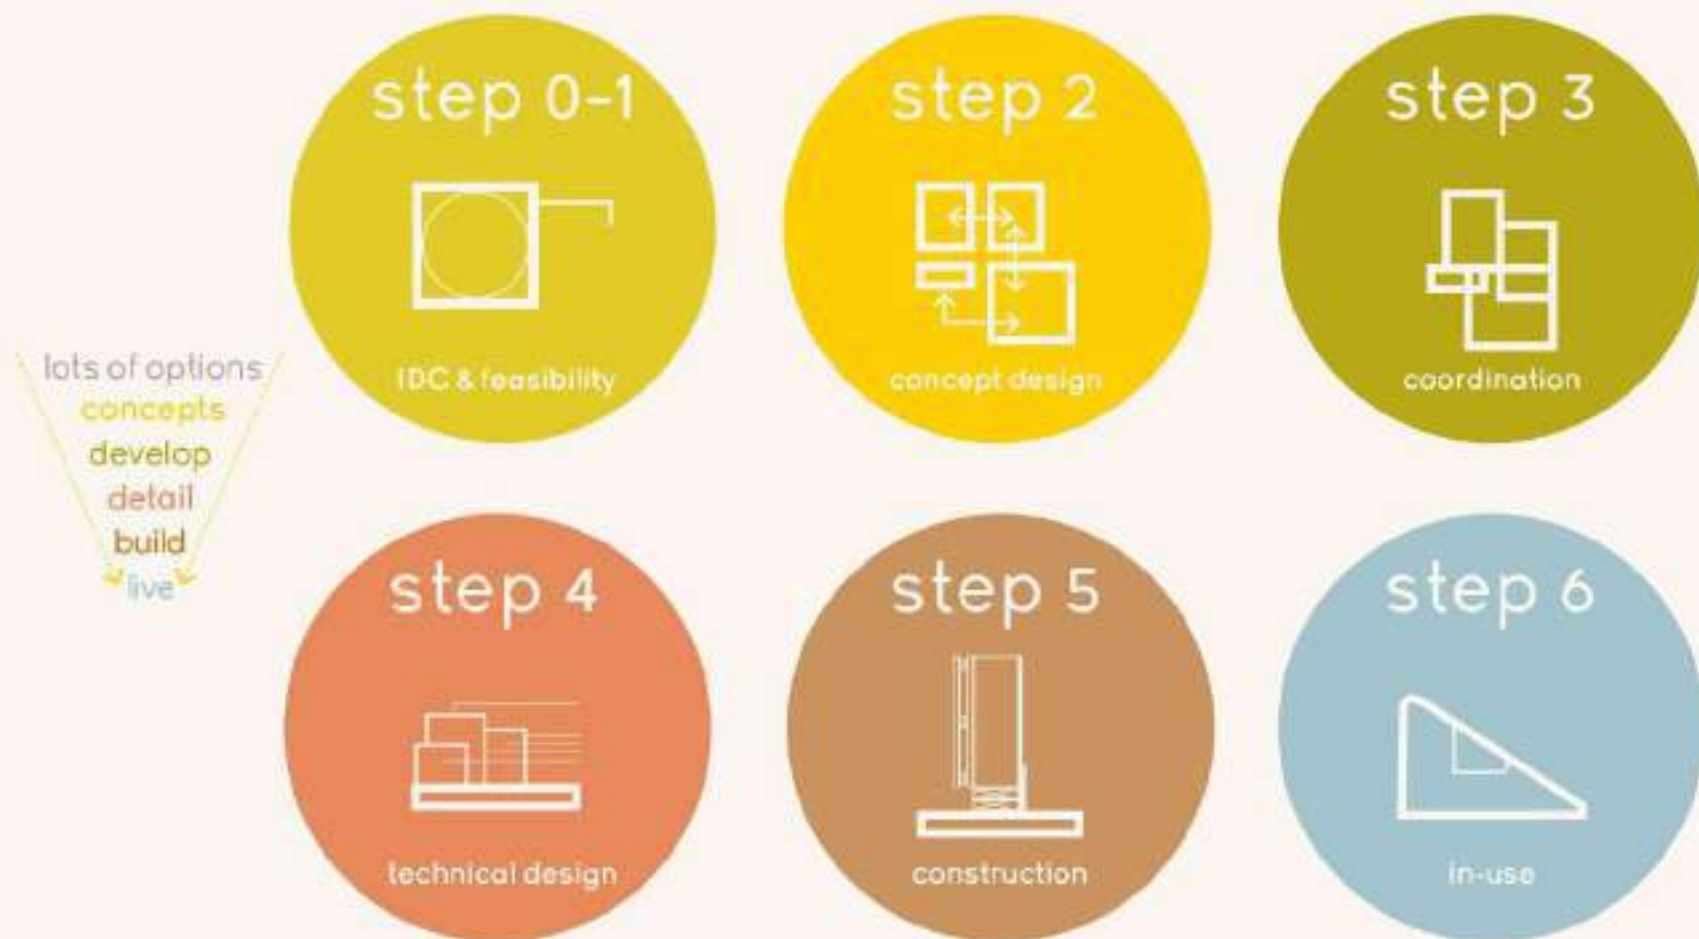 step 0-1
IDC & feasibility
step 2
concept design
step 3
coordination
lots of options
concepts
develop
detail
build
live
step 4
technical design
step 5
construction
step 6
in-use